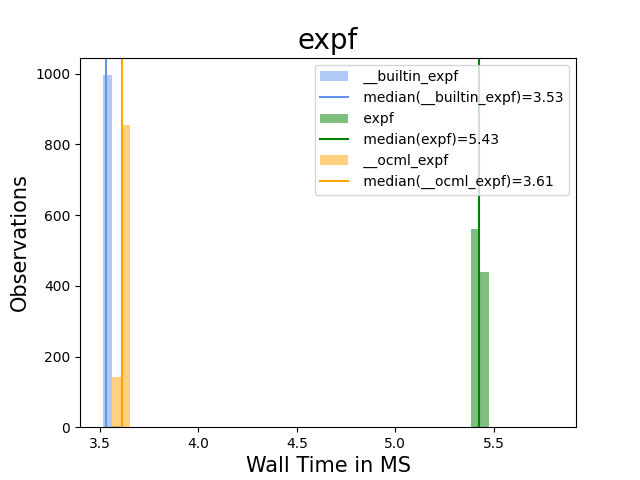 expf
Observations
1000
800
600
400
200
0
__builtin_expf
median(__builtin_expf)=3.53
expf
median(expf)=5.43
__ocml_expf
median(__ocml_expf)=3.61
3.5 4.0 4.5 5.0 5.5
Wall Time in MS